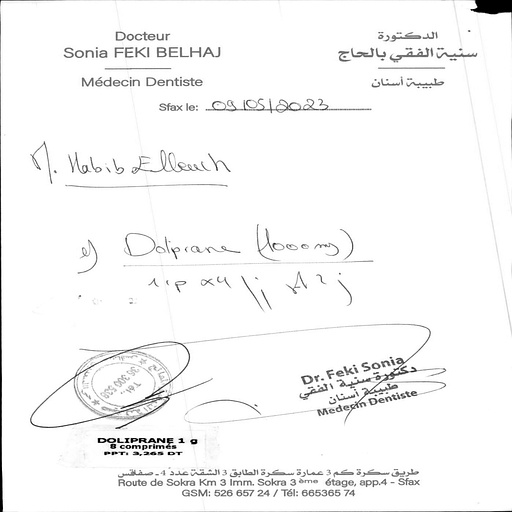 Docteur
Sonia FEKI BELHAJ
Médecin Dentiste
الدكتورة
سنية الفقي بالحاج
طبيبة أسنان
Sfax le: 09/05/2023
M. Habib Elleuch
Doliprane (1000mg)
1cp x4/j
DOLIPRANE 1 g
8 comprimés
PPT: 3,265 DT
Dr. Feki Sonia
دكتورة سنية الفقي
طبيبة أسنان
Medecin Dentiste
طريق سكرة كم 3 عمارة سكرة الطابق 3 الشقة عدد 4 - صفاقس
Route de Sokra Km 3 Imm. Sokra 3 ème étage, app.4 - Sfax
GSM: 526 657 24 / Tél: 665365 74